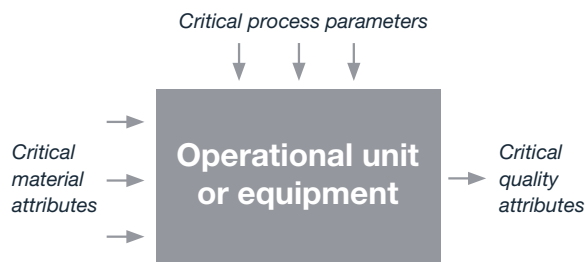 Critical process parameters
Critical
material
attributes
Operational unit
or equipment
Critical
quality
attributes